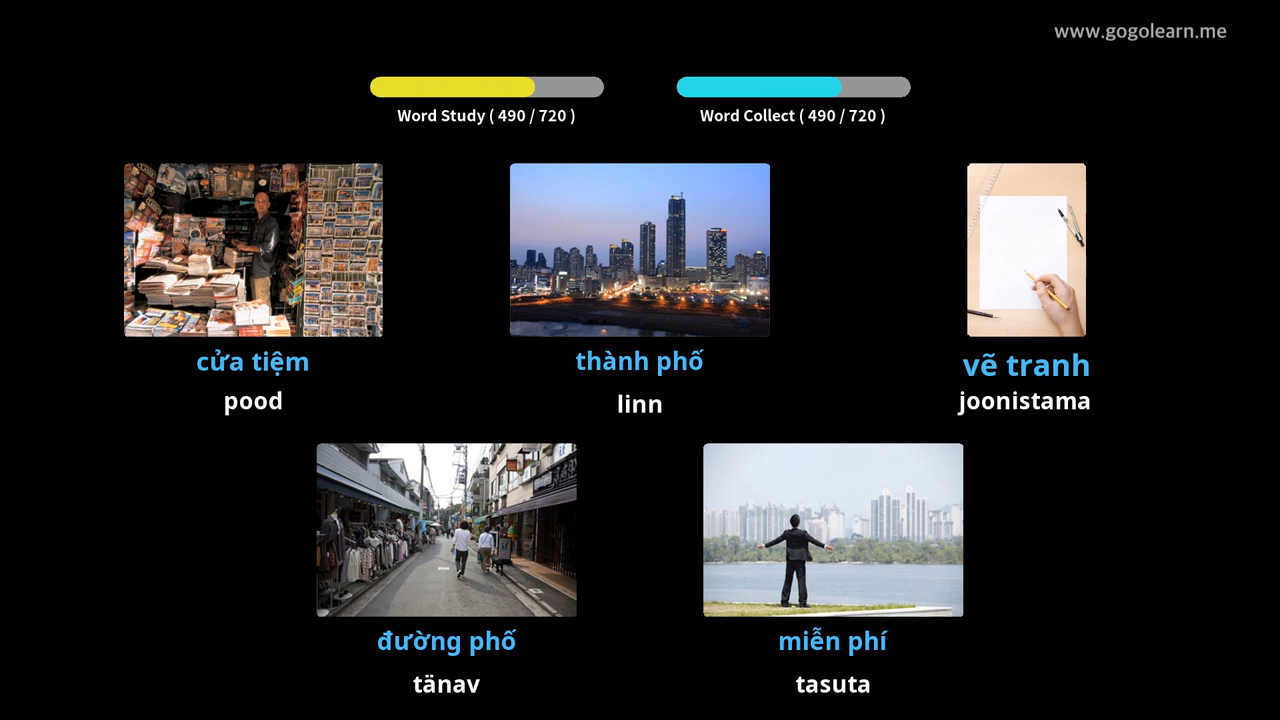 www.gogolearn.me
Word Study ( 490 / 720 )
Word Collect ( 490 / 720 )
cửa tiệm
pood
thành phố
linn
vẽ tranh
joonistama
đường phố
tänav
miễn phí
tasuta